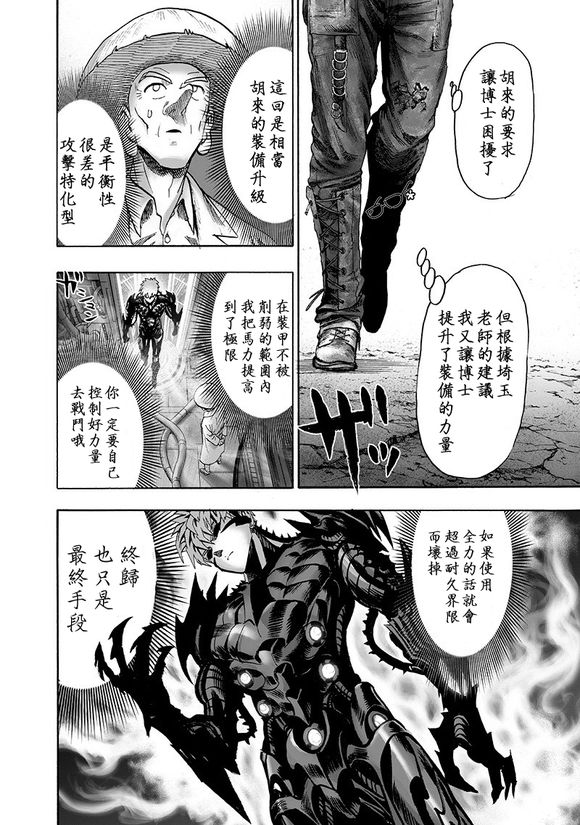 胡來的要求
讓博士困擾了
但根據埼玉
老師的建議
我又讓博士
提升了裝備的力量
ザッ
這回是相當
胡來的裝備升級
是平衡性
很差的
攻擊特化型
ガシマン
在裝甲不被
削弱的範圍內
我把馬力提高
到了極限
你一定要自己
控制好力量
去戰鬥哦
如果使用
全力的話就會
超過耐久界限
而壞掉
終歸
也只是
最終手段